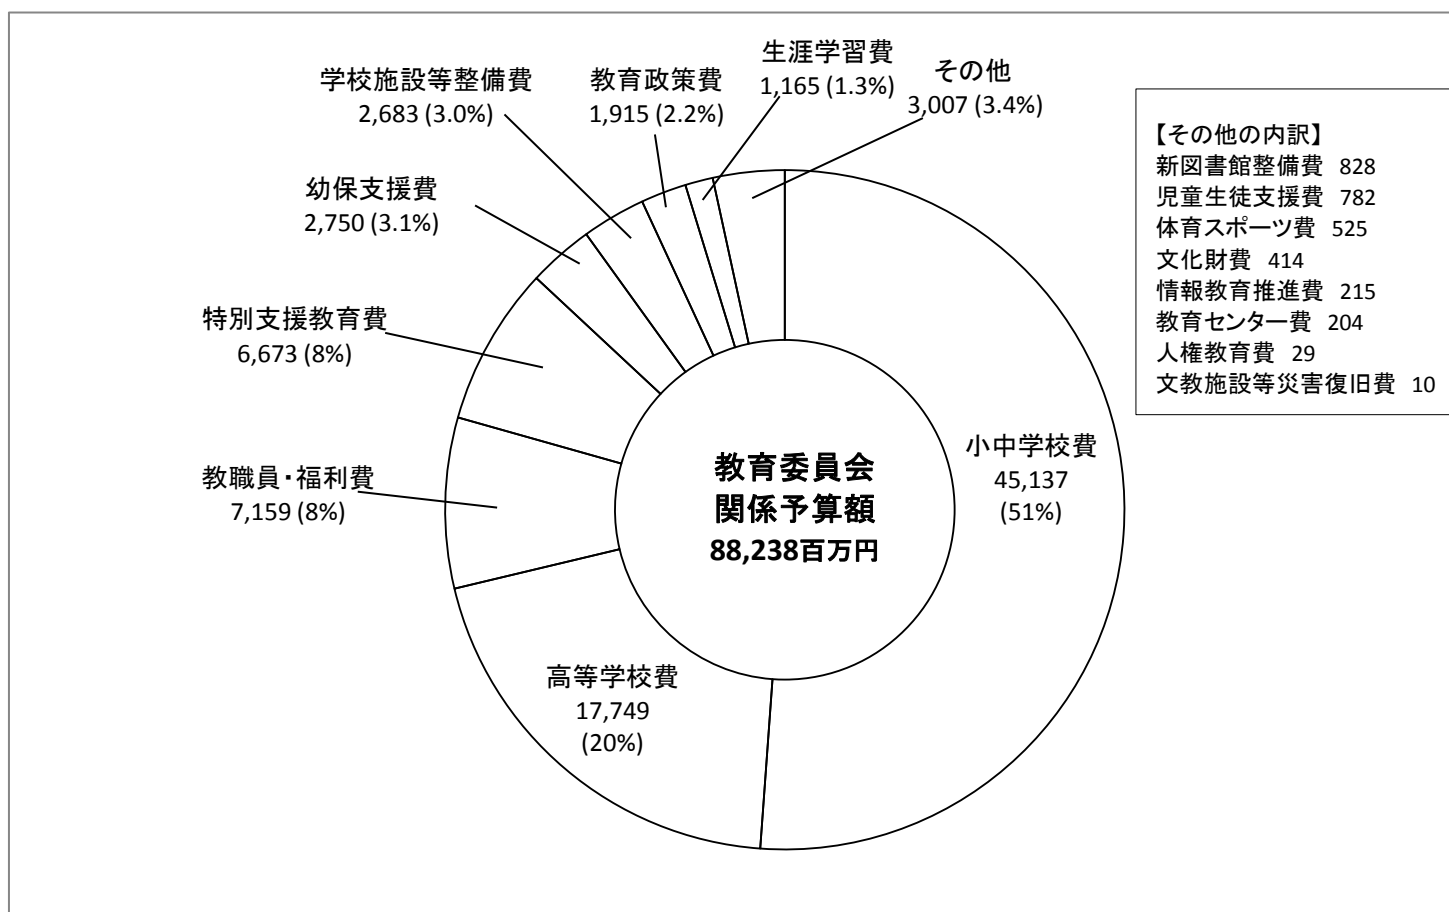 生涯学習費
1,165 (1.3%)
その他
3,007 (3.4%)
教育政策費
1,915 (2.2%)
学校施設等整備費
2,683 (3.0%)
幼保支援費
2,750 (3.1%)
特別支援教育費
6,673 (8%)
教職員・福利費
7,159 (8%)
高等学校費
17,749
(20%)
小中学校費
45,137
(51%)
教育委員会
関係予算額
88,238百万円
【その他の内訳】
新図書館整備費 828
児童生徒支援費 782
体育スポーツ費 525
文化財費 414
情報教育推進費 215
教育センター費 204
人権教育費 29
文教施設等災害復旧費 10